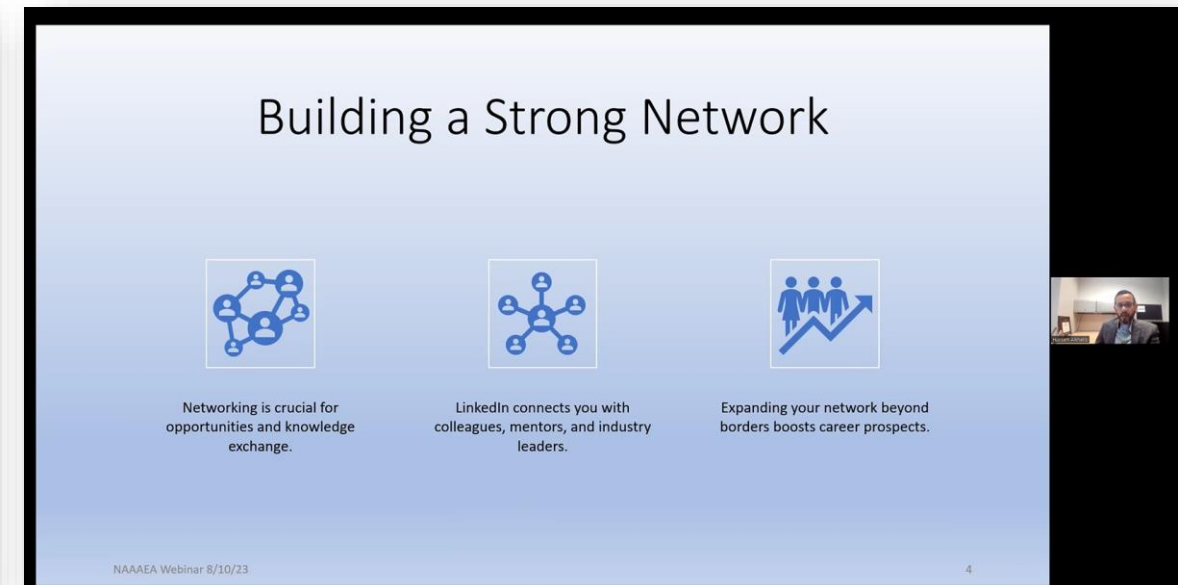 Building a Strong Network
Networking is crucial for
opportunities and knowledge
exchange.
LinkedIn connects you with
colleagues, mentors, and industry
leaders.
Expanding your network beyond
borders boosts career prospects.
NAAAEA Webinar 8/10/23
4